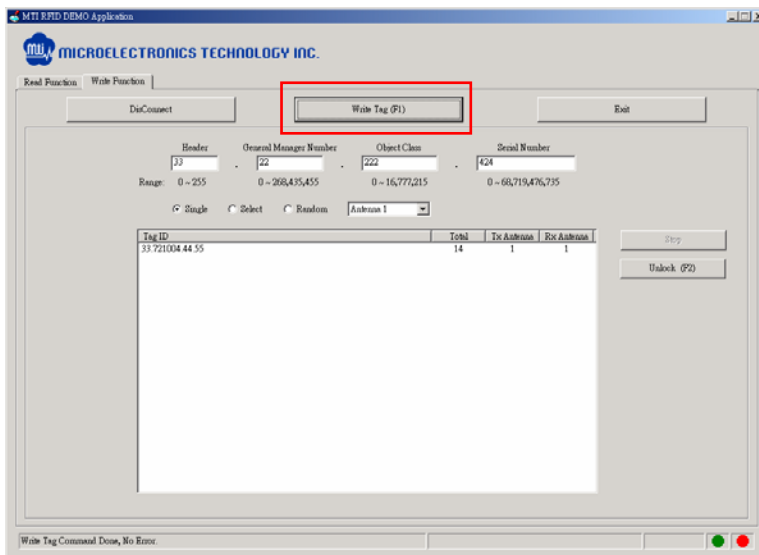 MTI RFID DEMO Application
mti MICROELECTRONICS TECHNOLOGY INC.
Read Function Write Function
DisConnect Write Tag (F1) Exit
Header General Manager Number Object Class Serial Number
33 . 22 . 222 . 424
Range: 0 ~ 255 0 ~ 268,435,455 0 ~ 16,777,215 0 ~ 68,719,476,735
Single Select Random Antenna 1
Tag ID Total Tx Antenna Rx Antenna
33.721004.44.55 14 1 1
Stop
Unlock (F2)
Write Tag Command Done, No Error.